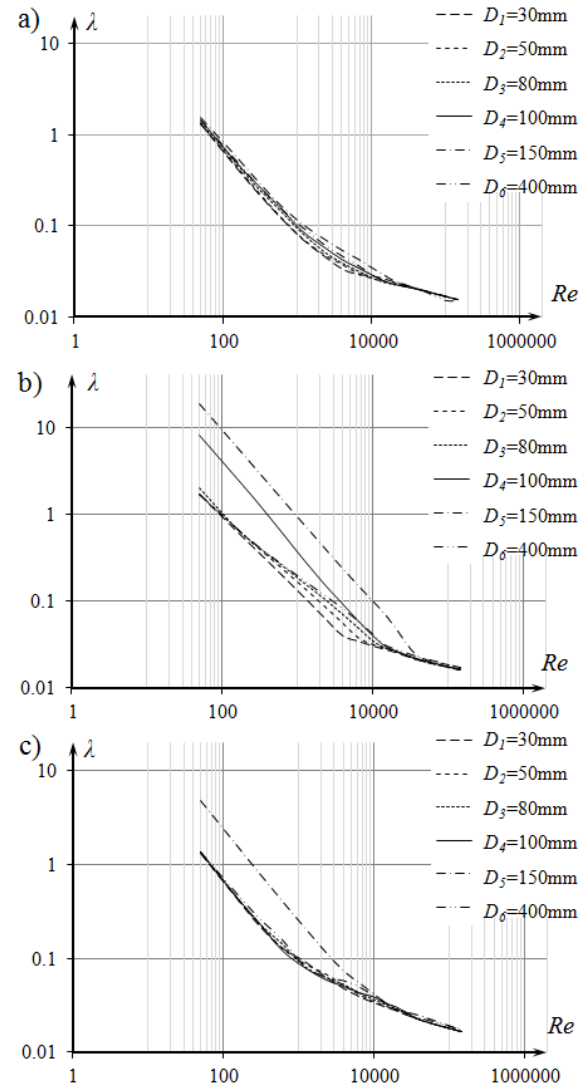 a)
λ
D1=30mm
D2=50mm
D3=80mm
D4=100mm
D5=150mm
D6=400mm
10
1
0.1
0.01
Re
1
100
10000
1000000
b)
λ
D1=30mm
D2=50mm
D3=80mm
D4=100mm
D5=150mm
D6=400mm
10
1
0.1
0.01
Re
1
100
10000
1000000
c)
λ
D1=30mm
D2=50mm
D3=80mm
D4=100mm
D5=150mm
D6=400mm
10
1
0.1
0.01
Re
1
100
10000
1000000